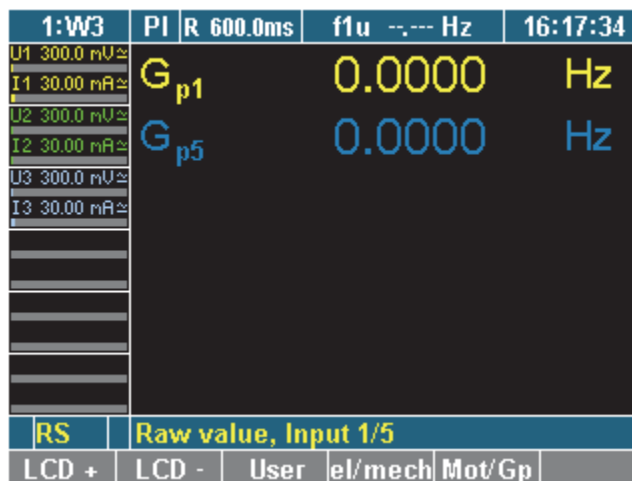 1:W3 PI R 600.0ms f1u --.--- Hz 16:17:34
U1 300.0 mV≃
I1 30.00 mA≃
Gp1 0.0000 Hz
U2 300.0 mV≃
I2 30.00 mA≃
Gp5 0.0000 Hz
U3 300.0 mV≃
I3 30.00 mA≃
RS Raw value, Input 1/5
LCD + LCD - User el/mech Mot/Gp